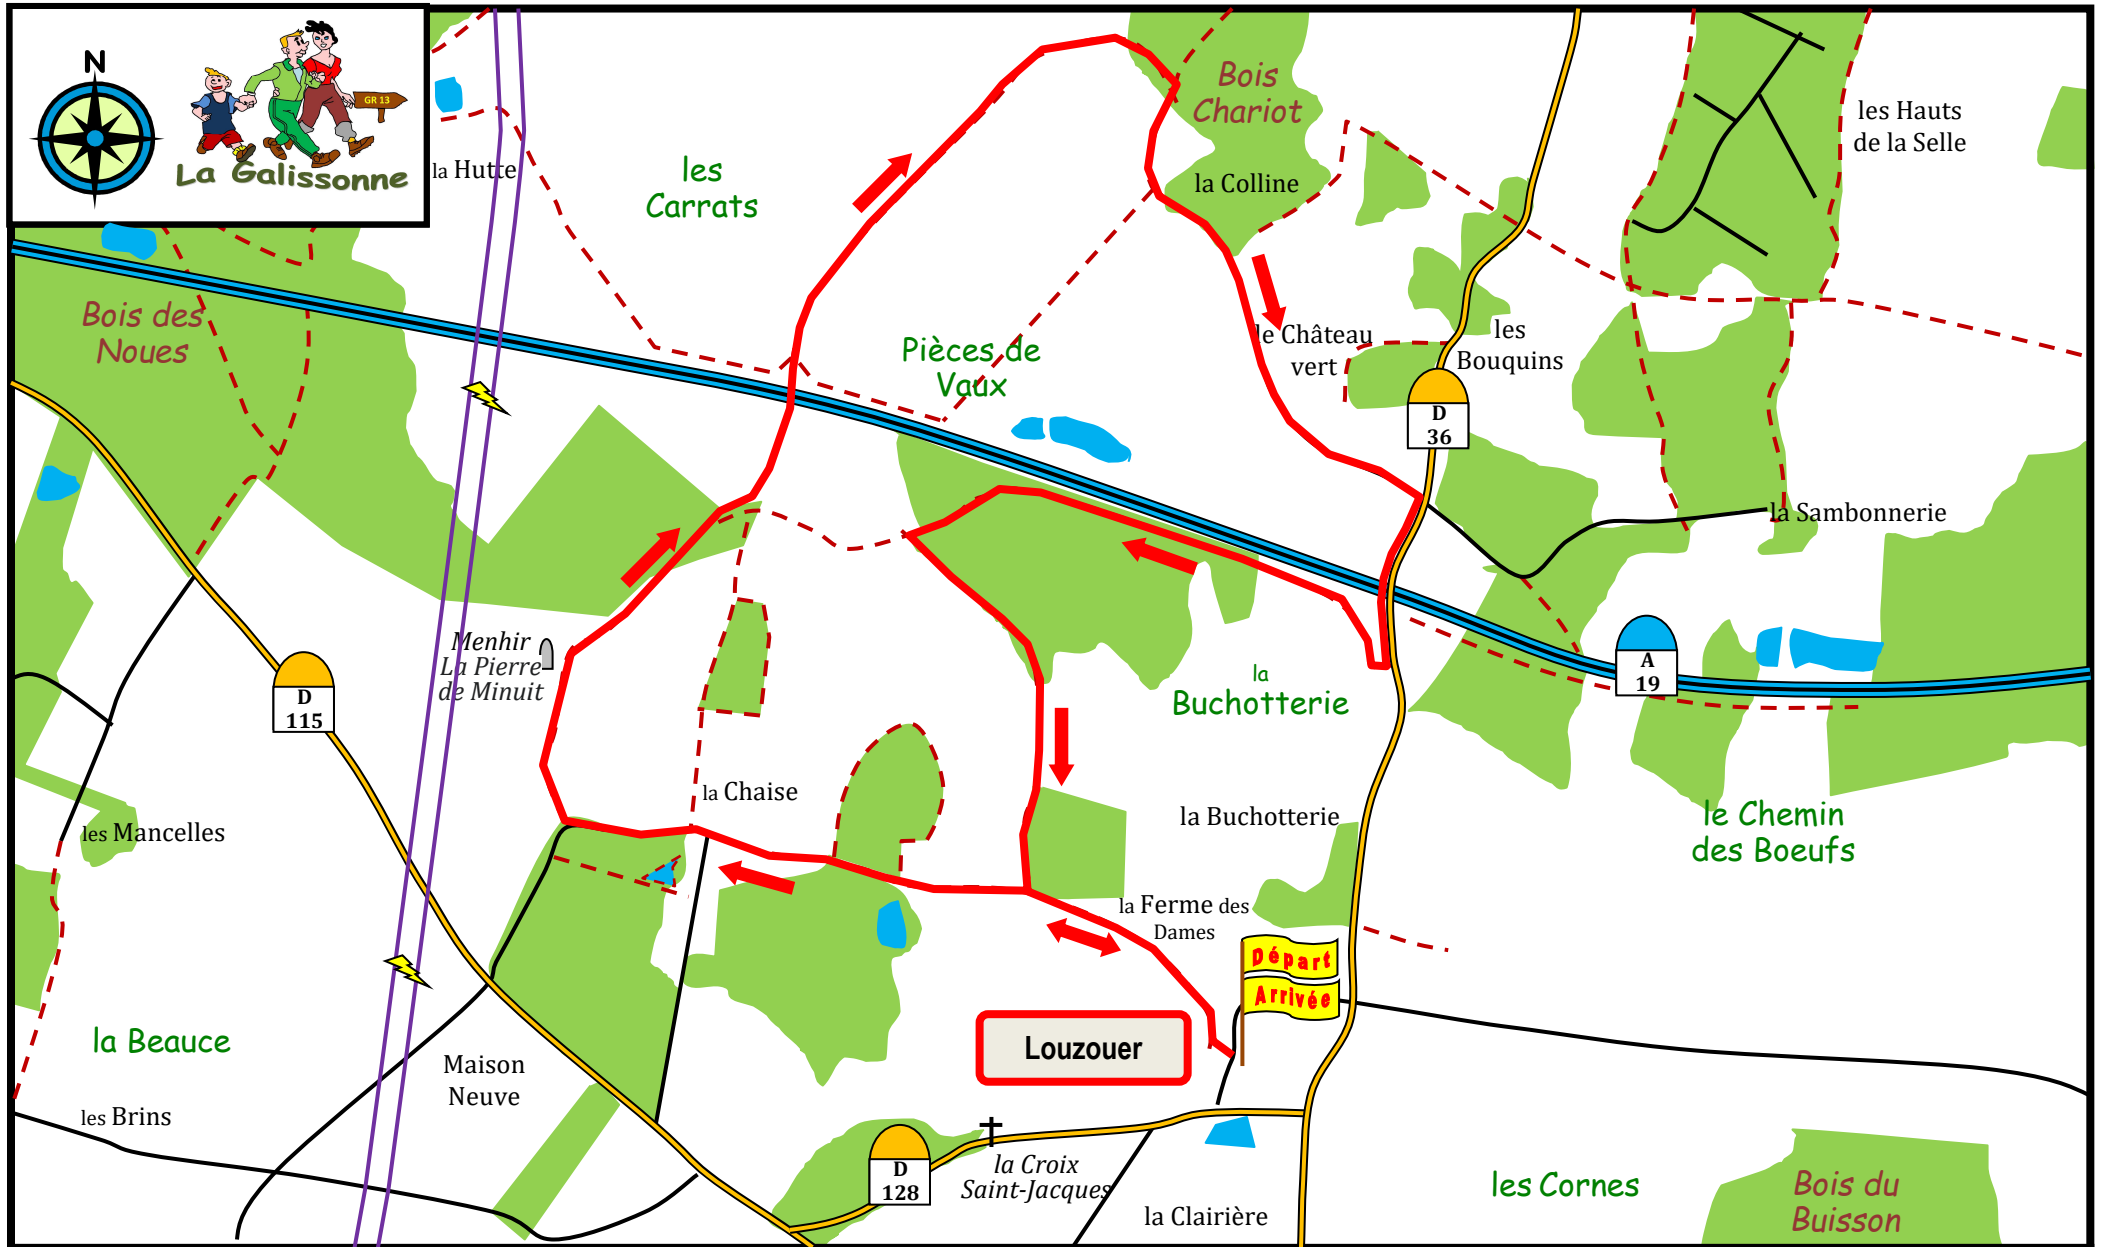 N
GR 13
La Galissonne
la Hutte
les
Carrats
Bois
Chariot
la Colline
les Hauts
de la Selle
Bois des
Noues
Pièces de
Vaux
le Château
vert
les
Bouquins
D
36
la Sambonnerie
Menhir
La Pierre
de Minuit
D
115
la
Buchotterie
A
19
la Chaise
la Buchotterie
les Mancelles
le Chemin
des Boeufs
la Ferme des
Dames
Départ
Arrivée
la Beauce
Maison
Neuve
Louzouer
les Brins
D
128
la Croix
Saint-Jacques
la Clairière
les Cornes
Bois du
Buisson